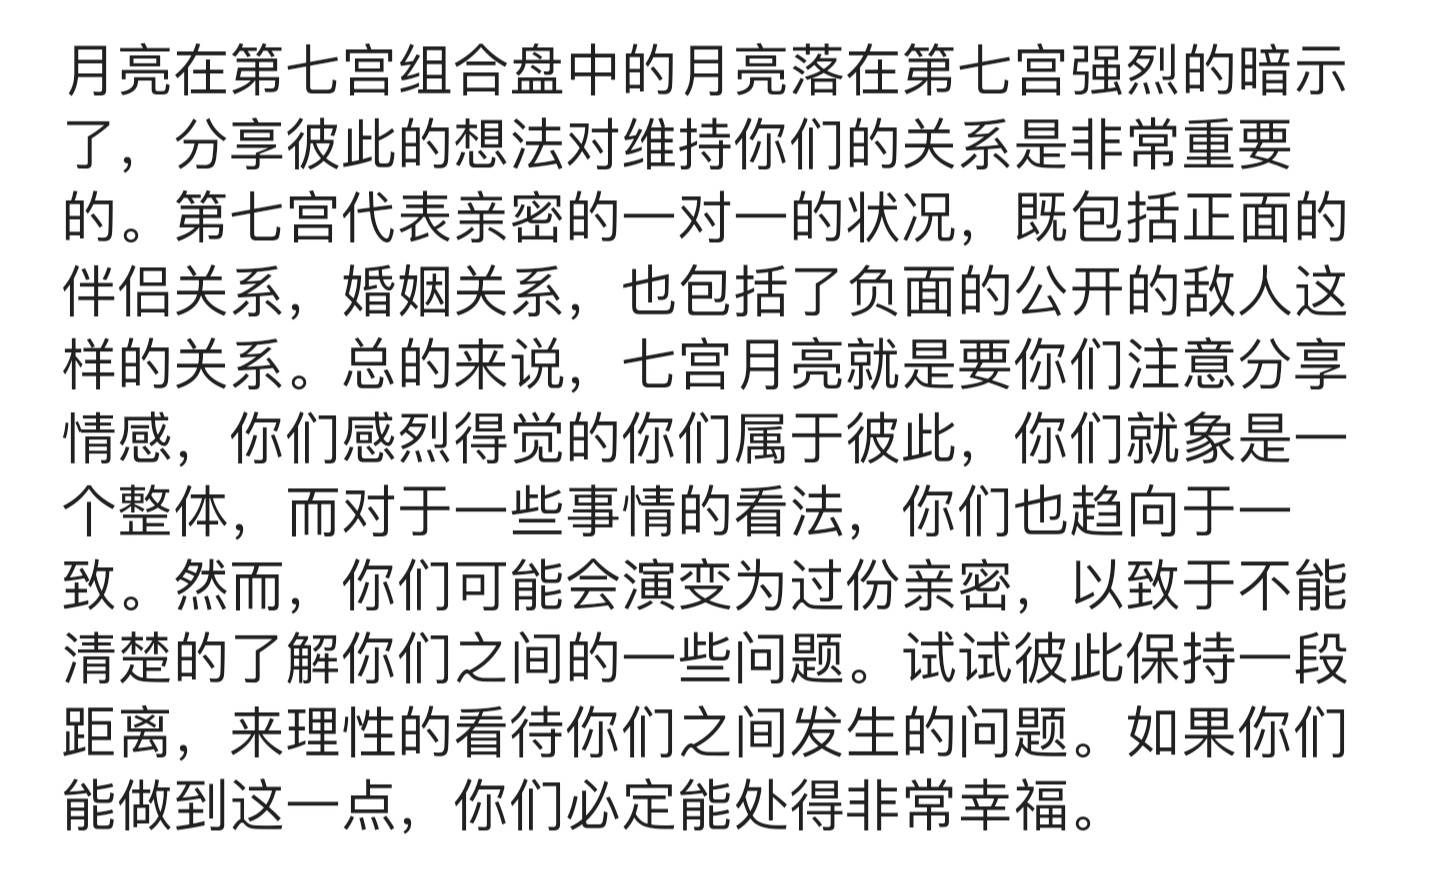 月亮在第七宫组合盘中的月亮落在第七宫强烈的暗示
了，分享彼此的想法对维持你们的关系是非常重要
的。第七宫代表亲密的一对一的状况，既包括正面的
伴侣关系，婚姻关系，也包括了负面的公开的敌人这
样的关系。总的来说，七宫月亮就是要你们注意分享
情感，你们感烈得觉的你们属于彼此，你们就象是一
个整体，而对于一些事情的看法，你们也趋向于一
致。然而，你们可能会演变为过份亲密，以致于不能
清楚的了解你们之间的一些问题。试试彼此保持一段
距离，来理性的看待你们之间发生的问题。如果你们
能做到这一点，你们必定能处得非常幸福。